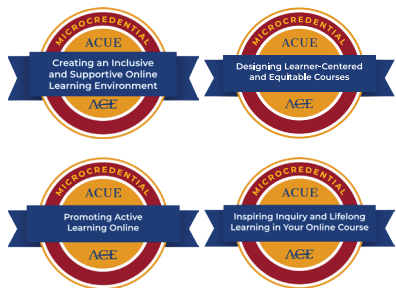 MICROCREDENTIAL
ACUE
Creating an Inclusive
and Supportive Online
Learning Environment
ACE
MICROCREDENTIAL
ACUE
Designing Learner-Centered
and Equitable Courses
ACE
MICROCREDENTIAL
ACUE
Promoting Active
Learning Online
ACE
MICROCREDENTIAL
ACUE
Inspiring Inquiry and Lifelong
Learning in Your Online Course
ACE